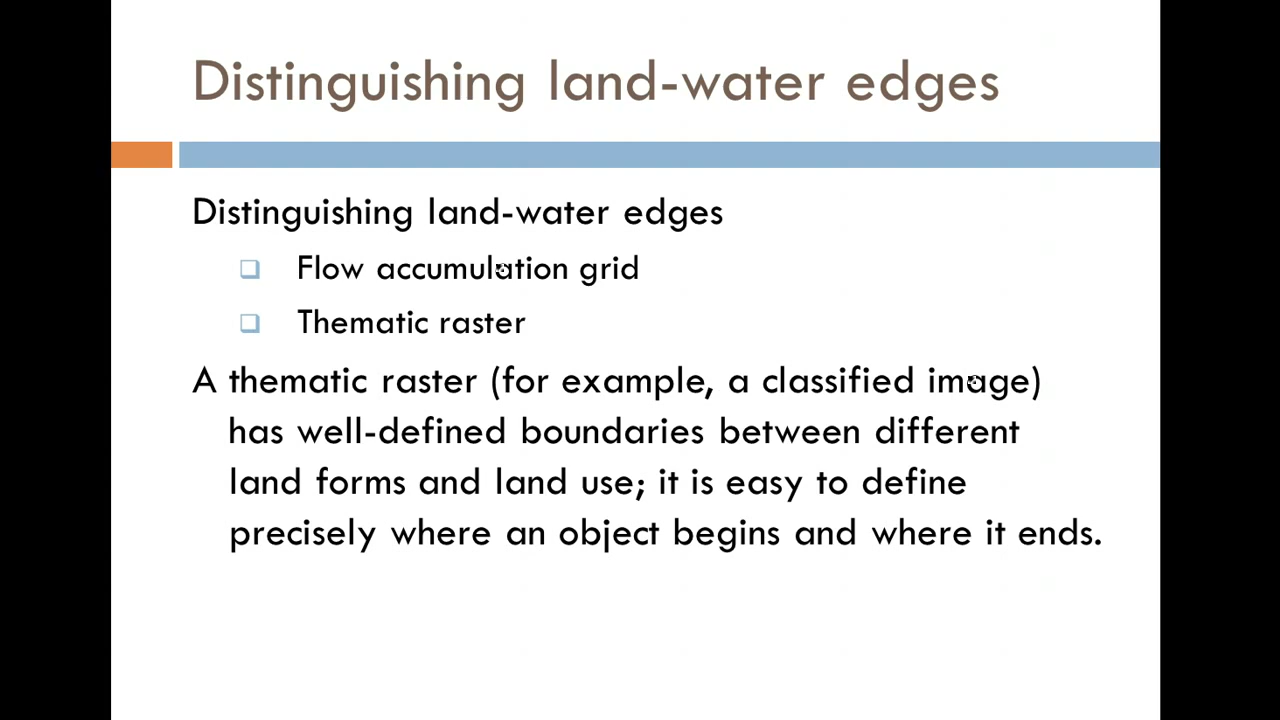 Distinguishing land-water edges
Distinguishing land-water edges
Flow accumulation grid
Thematic raster
A thematic raster (for example, a classified image)
has well-defined boundaries between different
land forms and land use; it is easy to define
precisely where an object begins and where it ends.